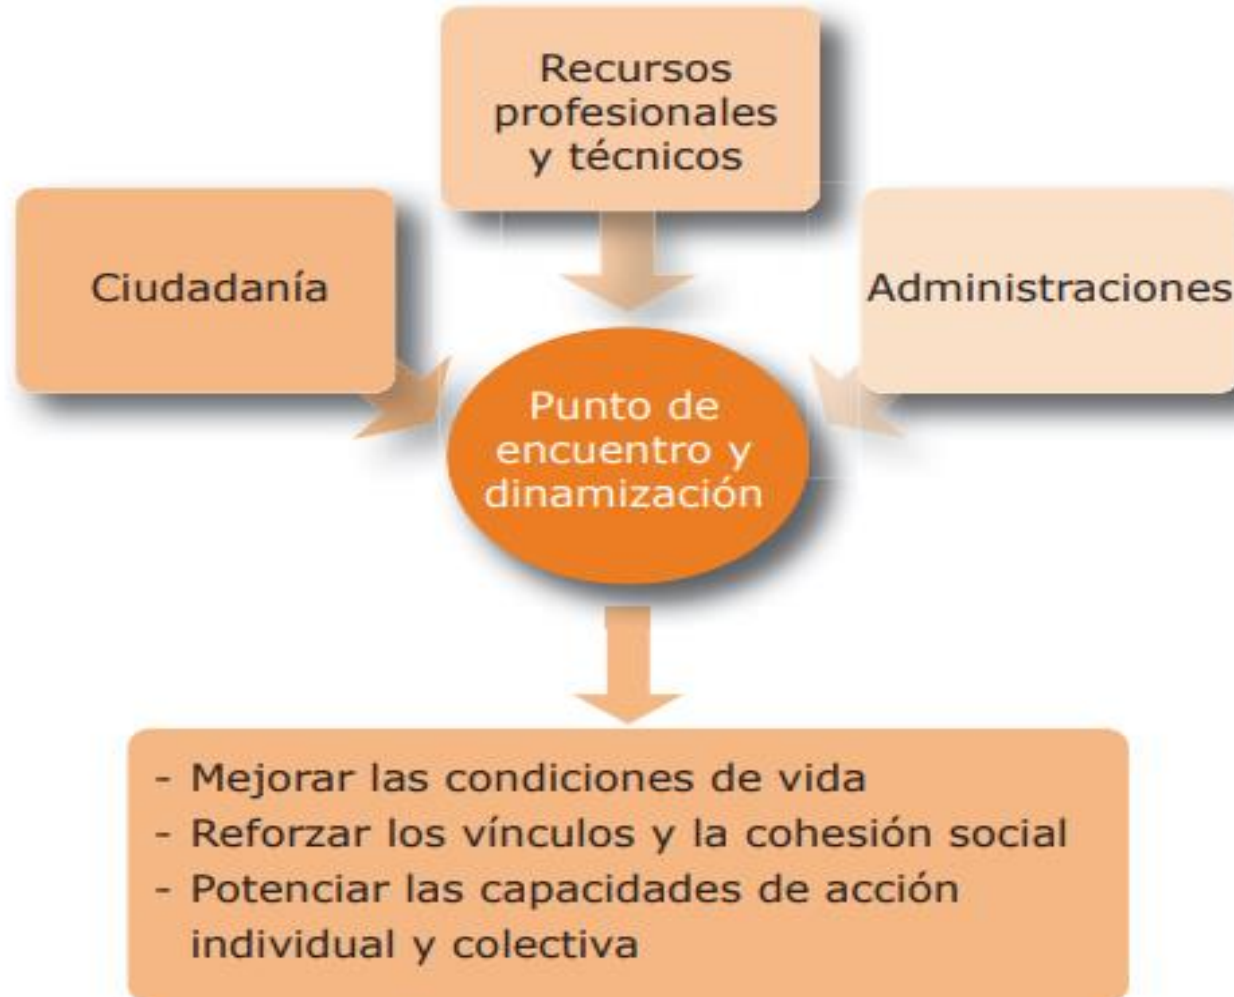 Recursos
profesionales
y técnicos
Ciudadanía
Administraciones
Punto de
encuentro y
dinamización
- Mejorar las condiciones de vida
- Reforzar los vínculos y la cohesión social
- Potenciar las capacidades de acción
individual y colectiva